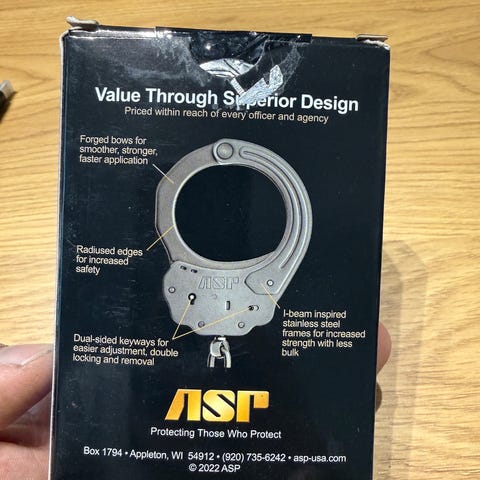 Value Through Superior Design
Priced within reach of every officer and agency
Forged bows for
smoother, stronger,
faster application
Radiused edges
for increased
safety
ASP
Dual-sided keyways for
easier adjustment, double
locking and removal
I-beam inspired
stainless steel
frames for increased
strength with less
bulk
ASP
Protecting Those Who Protect
Box 1794 • Appleton, WI 54912 • (920) 735-6242 • asp-usa.com
© 2022 ASP